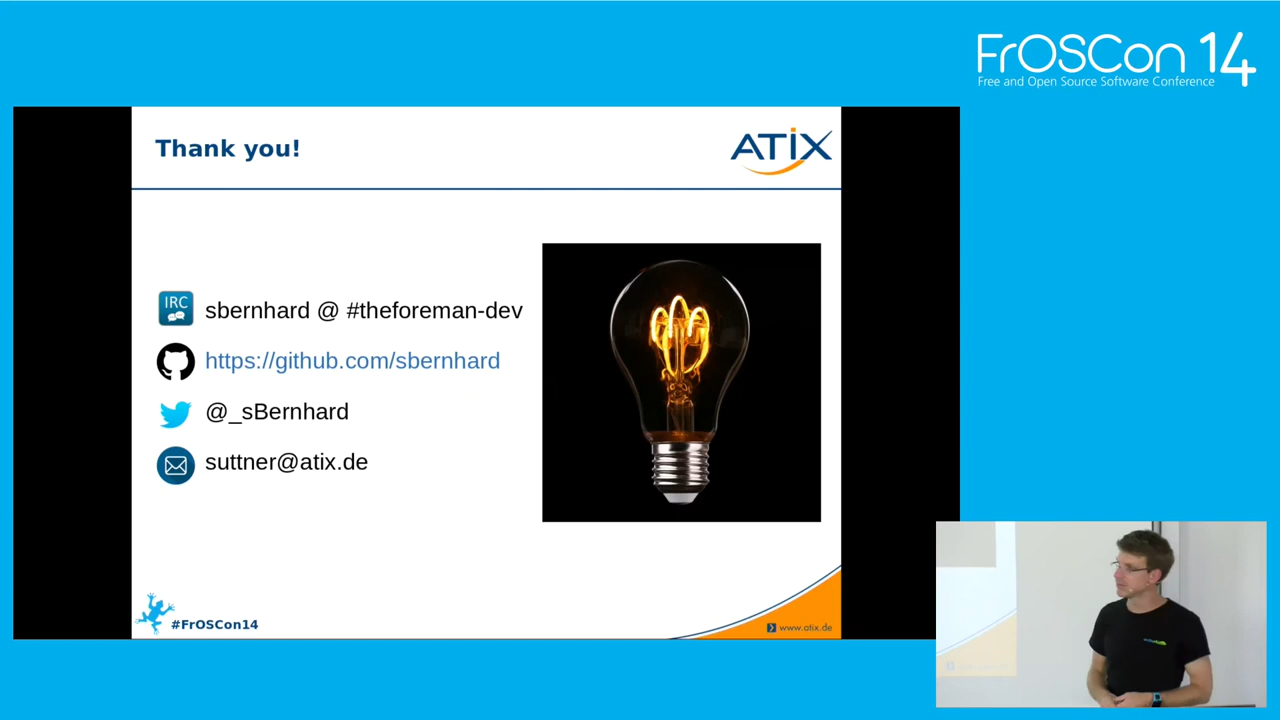 FrOSCon 14
Free and Open Source Software Conference
Thank you!
ATIX
IRC
sbernhard @ #theforeman-dev
https://github.com/sbernhard
@_sBernhard
suttner@atix.de
#FrOSCon14
www.atix.de